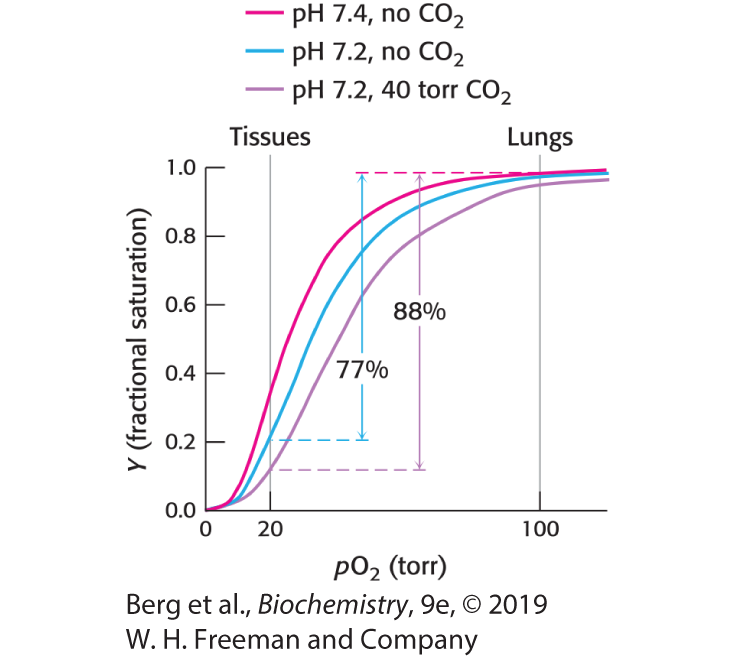 pH 7.4, no CO₂
pH 7.2, no CO₂
pH 7.2, 40 torr CO₂
Tissues Lungs
1.0
0.8
0.6
0.4
0.2
0.0
Y (fractional saturation)
88%
77%
0 20 100
pO₂ (torr)
Berg et al., Biochemistry, 9e, © 2019
W. H. Freeman and Company